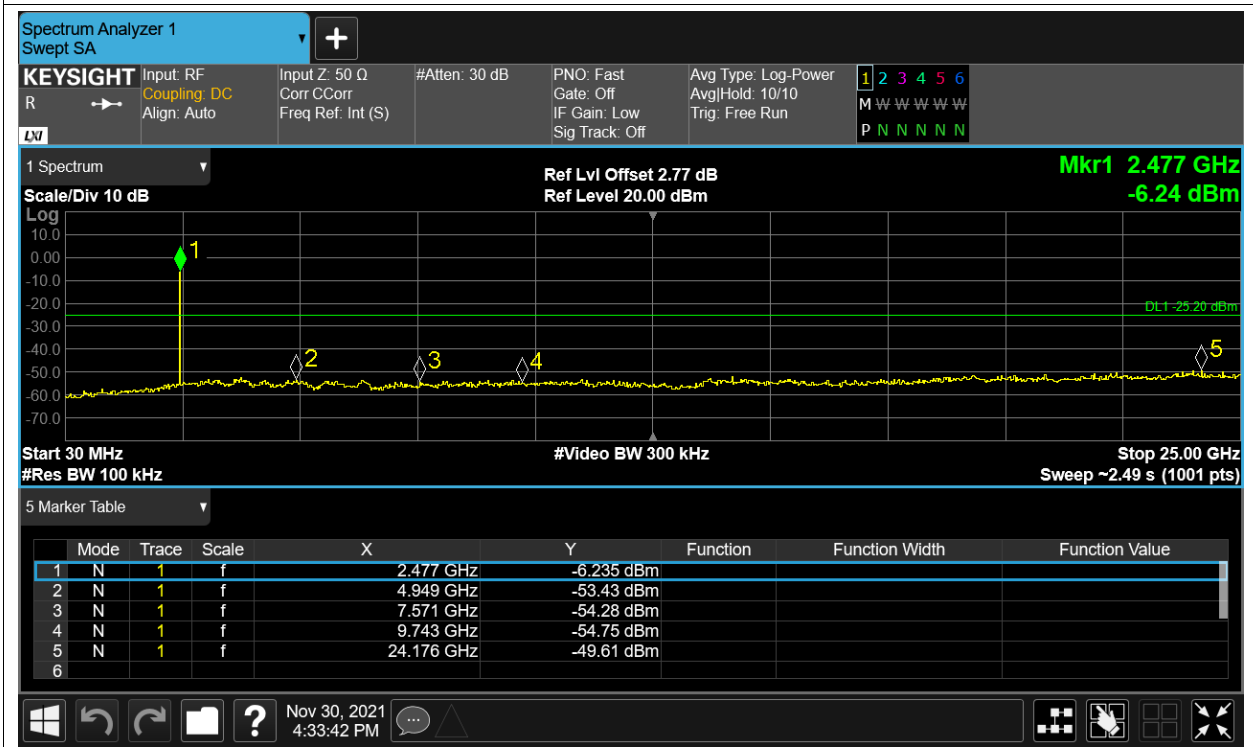 Spectrum Analyzer 1
Swept SA
KEYSIGHT
R
LXI
Input: RF
Coupling: DC
Align: Auto
Input Z: 50 Ω
Corr CCorr
Freq Ref: Int (S)
#Atten: 30 dB
PNO: Fast
Gate: Off
IF Gain: Low
Sig Track: Off
Avg Type: Log-Power
Avg|Hold: 10/10
Trig: Free Run
1 2 3 4 5 6
M W W W W W W
P N N N N N N
1 Spectrum
Scale/Div 10 dB
Ref Lvl Offset 2.77 dB
Ref Level 20.00 dBm
Mkr1 2.477 GHz
-6.24 dBm
Log
10.0
0.00
-10.0
-20.0
-30.0
-40.0
-50.0
-60.0
-70.0
1
2
3
4
5
DL1 -25.20 dBm
Start 30 MHz
#Res BW 100 kHz
#Video BW 300 kHz
Stop 25.00 GHz
Sweep ~2.49 s (1001 pts)
5 Marker Table
Mode Trace Scale X Y Function Function Width Function Value
1 N 1 f 2.477 GHz -6.235 dBm
2 N 1 f 4.949 GHz -53.43 dBm
3 N 1 f 7.571 GHz -54.28 dBm
4 N 1 f 9.743 GHz -54.75 dBm
5 N 1 f 24.176 GHz -49.61 dBm
6
?
Nov 30, 2021
4:33:42 PM